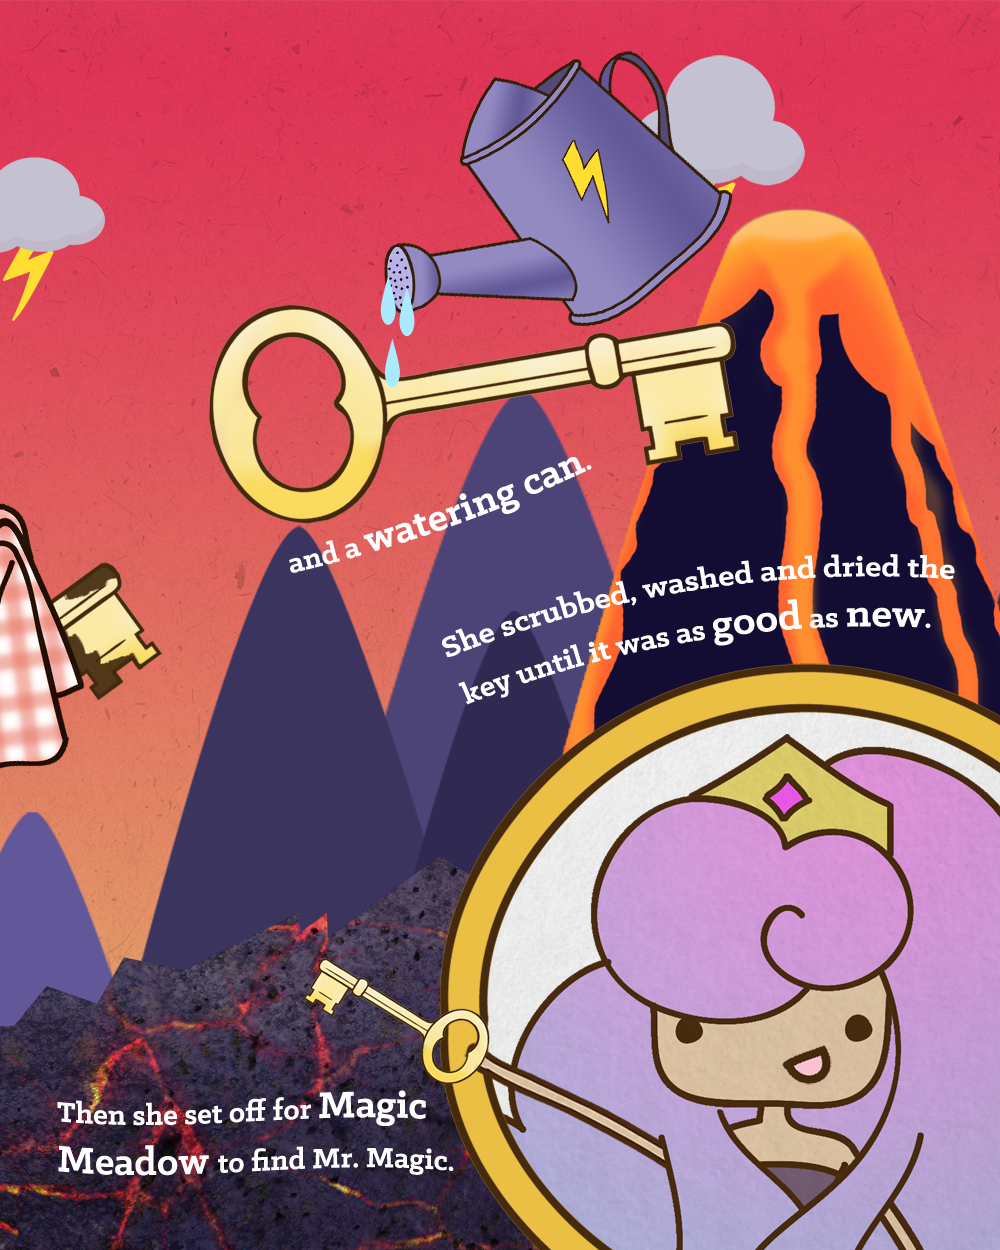 and a watering can.
She scrubbed, washed and dried the
key until it was as good as new.
Then she set off for Magic
Meadow to find Mr. Magic.